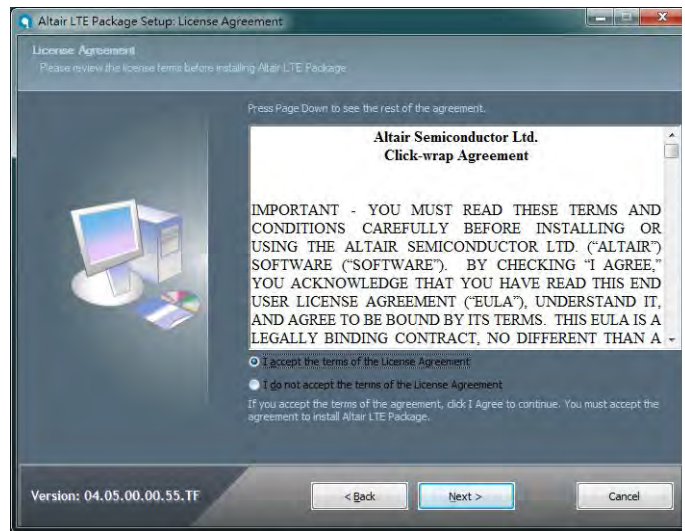 Altair LTE Package Setup: License Agreement
License Agreement
Please review the license terms before installing Altair LTE Package.
Press Page Down to see the rest of the agreement.
Altair Semiconductor Ltd.
Click-wrap Agreement
IMPORTANT - YOU MUST READ THESE TERMS AND
CONDITIONS CAREFULLY BEFORE INSTALLING OR
USING THE ALTAIR SEMICONDUCTOR LTD. (“ALTAIR”)
SOFTWARE (“SOFTWARE”). BY CHECKING “I AGREE,”
YOU ACKNOWLEDGE THAT YOU HAVE READ THIS END
USER LICENSE AGREEMENT (“EULA”), UNDERSTAND IT,
AND AGREE TO BE BOUND BY ITS TERMS. THIS EULA IS A
LEGALLY BINDING CONTRACT, NO DIFFERENT THAN A
I accept the terms of the License Agreement
I do not accept the terms of the License Agreement
If you accept the terms of the agreement, click I Agree to continue. You must accept the
agreement to install Altair LTE Package.
Version: 04.05.00.00.55.TF
< Back
Next >
Cancel